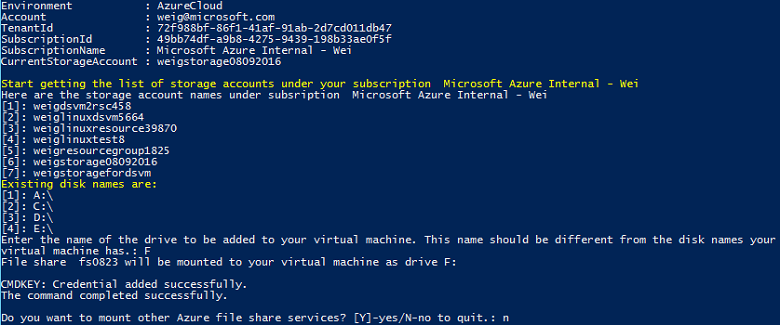 Environment : AzureCloud
Account : weig@microsoft.com
TenantId : 72f988bf-86f1-41af-91ab-2d7cd011db47
SubscriptionId : 49bb74df-a9b8-4275-9439-198b33ae0f5f
SubscriptionName : Microsoft Azure Internal - Wei
CurrentStorageAccount : weigstorage08092016
Start getting the list of storage accounts under your subscription Microsoft Azure Internal - Wei
Here are the storage account names under subsription Microsoft Azure Internal - Wei
[1]: weigdsvm2rsc458
[2]: weiglinuxdsvm5664
[3]: weiglinuxresource39870
[4]: weiglinuxtest8
[5]: weigresourcegroup1825
[6]: weigstorage08092016
[7]: weigstoragefordsvm
Existing disk names are:
[1]: A:\
[2]: C:\
[3]: D:\
[4]: E:\
Enter the name of the drive to be added to your virtual machine. This name should be different from the disk names your
virtual machine has.: F
File share fs0823 will be mounted to your virtual machine as drive F:
CMDKEY: Credential added successfully.
The command completed successfully.
Do you want to mount other Azure file share services? [Y]-yes/N-no to quit.: n